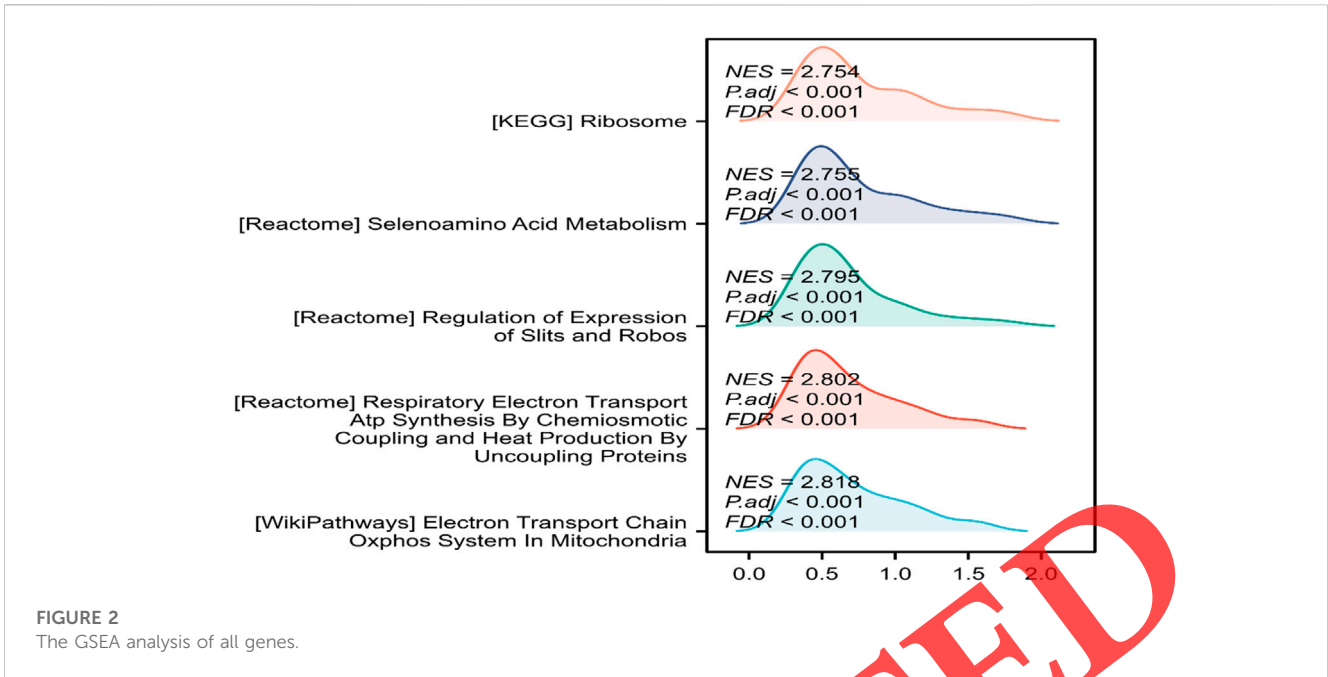 NES = 2.754
P.adj < 0.001
FDR < 0.001
[KEGG] Ribosome
NES = 2.755
P.adj < 0.001
FDR < 0.001
[Reactome] Selenoamino Acid Metabolism
NES = 2.795
P.adj < 0.001
FDR < 0.001
[Reactome] Regulation of Expression
of Slits and Robos
NES = 2.802
P.adj < 0.001
FDR < 0.001
[Reactome] Respiratory Electron Transport
Atp Synthesis By Chemiosmotic
Coupling and Heat Production By
Uncoupling Proteins
NES = 2.818
P.adj < 0.001
FDR < 0.001
[WikiPathways] Electron Transport Chain
Oxphos System In Mitochondria
0.0 0.5 1.0 1.5 2.0
FIGURE 2
The GSEA analysis of all genes.